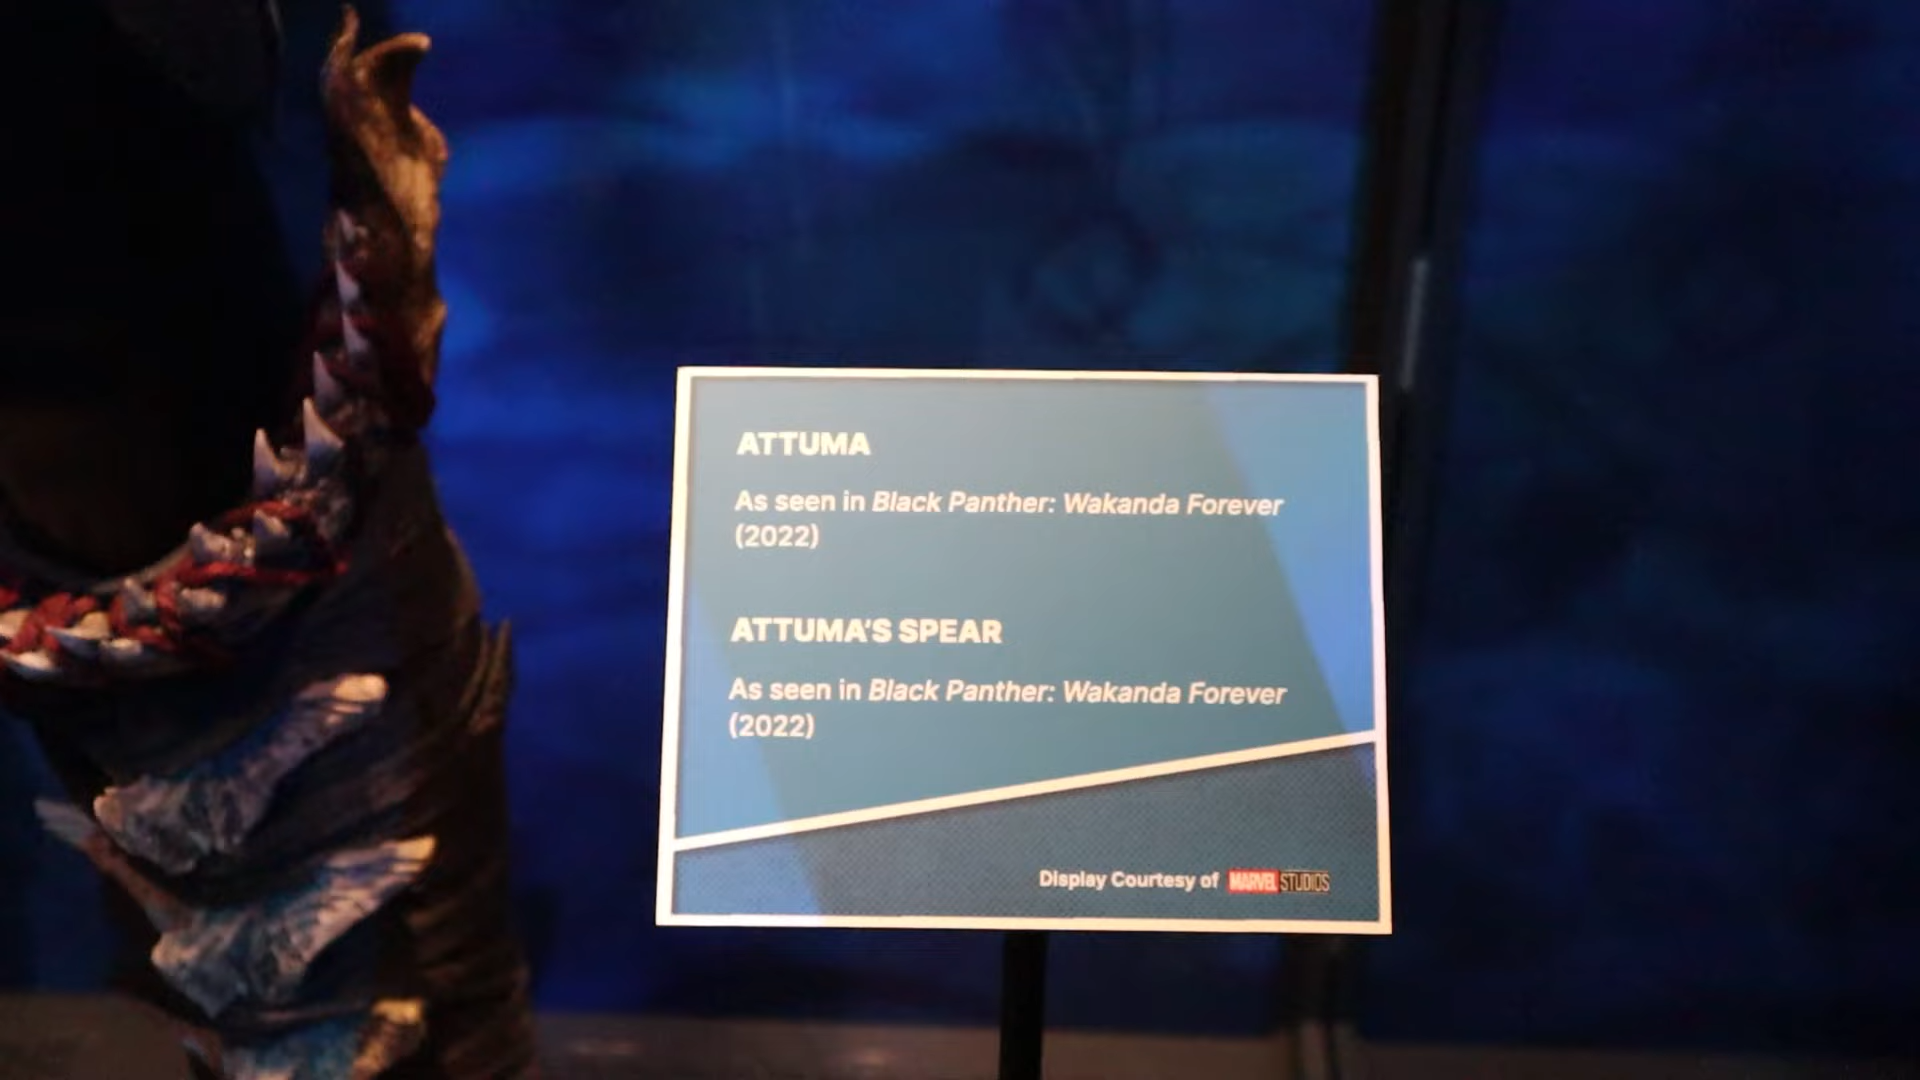 ATTUMA
As seen in Black Panther: Wakanda Forever
(2022)
ATTUMA'S SPEAR
As seen in Black Panther: Wakanda Forever
(2022)
Display Courtesy of MARVEL STUDIOS